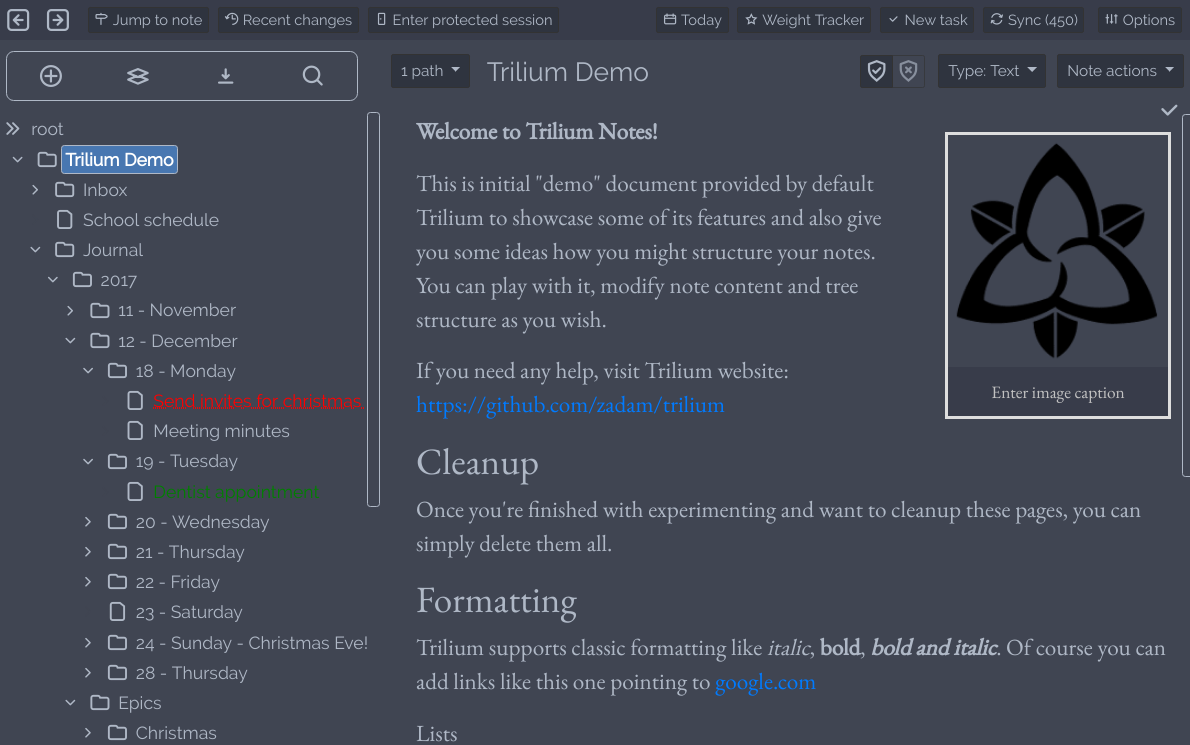 Jump to note Recent changes Enter protected session Today Weight Tracker New task Sync (450) Options
1 path Trilium Demo Type: Text Note actions
root
Trilium Demo
Inbox
School schedule
Journal
2017
11 - November
12 - December
18 - Monday
Send invites for christmas
Meeting minutes
19 - Tuesday
Dentist appointment
20 - Wednesday
21 - Thursday
22 - Friday
23 - Saturday
24 - Sunday - Christmas Eve!
28 - Thursday
Epics
Christmas
Welcome to Trilium Notes!
This is initial "demo" document provided by default
Trilium to showcase some of its features and also give
you some ideas how you might structure your notes.
You can play with it, modify note content and tree
structure as you wish.
If you need any help, visit Trilium website:
https://github.com/zadam/trilium
Enter image caption
Cleanup
Once you're finished with experimenting and want to cleanup these pages, you can
simply delete them all.
Formatting
Trilium supports classic formatting like italic, bold, bold and italic. Of course you can
add links like this one pointing to google.com
Lists